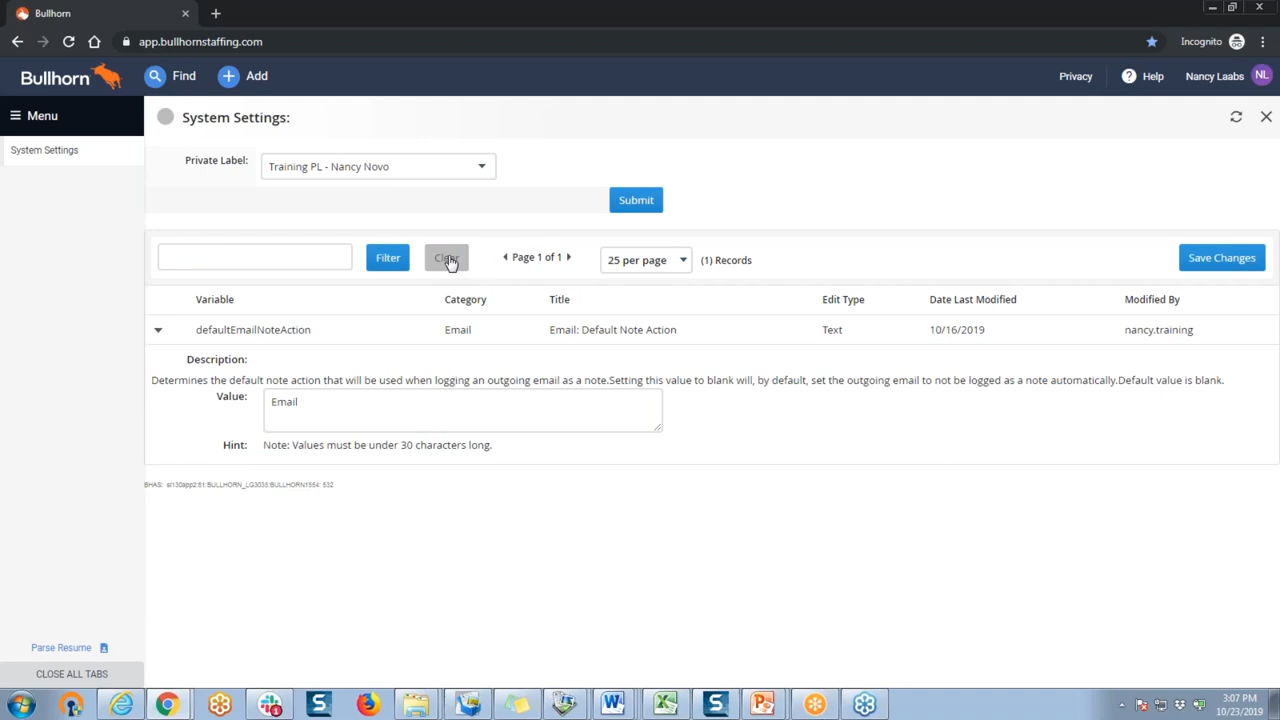 Bullhorn
app.bullhornstaffing.com
Incognito
Bullhorn
Find
Add
Privacy
Help
Nancy Laabs
NL
Menu
System Settings:
System Settings
Private Label:
Training PL - Nancy Novo
Submit
Filter
Clear
Page 1 of 1
25 per page
(1) Records
Save Changes
Variable Category Title Edit Type Date Last Modified Modified By
defaultEmailNoteAction Email Email: Default Note Action Text 10/16/2019 nancy.training
Description:
Determines the default note action that will be used when logging an outgoing email as a note.Setting this value to blank will, by default, set the outgoing email to not be logged as a note automatically.Default value is blank.
Value:
Email
Hint: Note: Values must be under 30 characters long.
Parse Resume
CLOSE ALL TABS
3:07 PM
10/23/2019